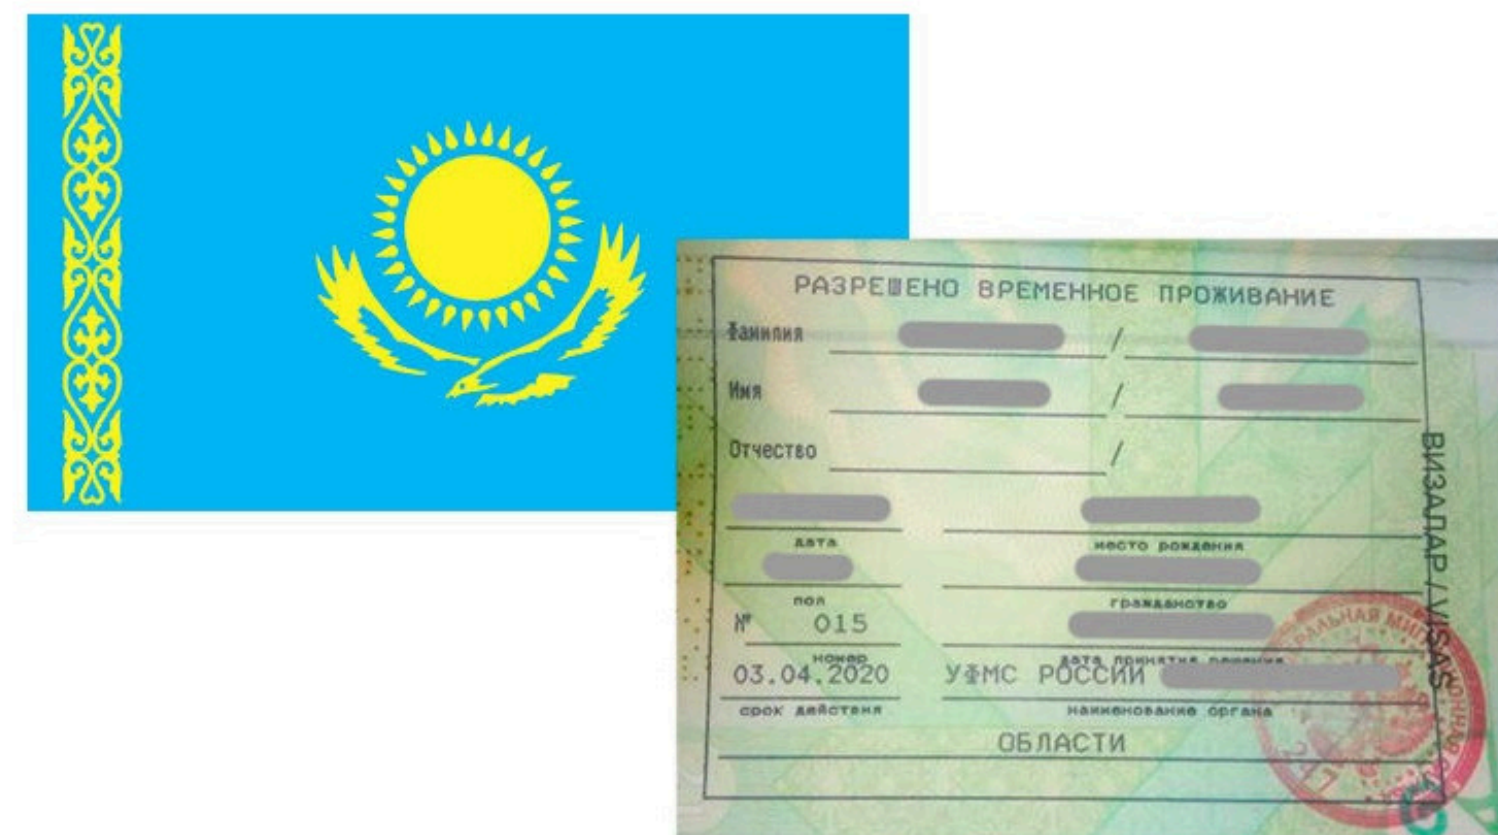 РАЗРЕШЕНО ВРЕМЕННОЕ ПРОЖИВАНИЕ
Фамилия /
Имя /
Отчество /
дата место рождения
пол гражданство
№ 015
номер дата принятия решения
03.04.2020 УФМС РОССИИ
срок действия наименование органа
ОБЛАСТИ
ВИЗАЛАР / VISAS
247